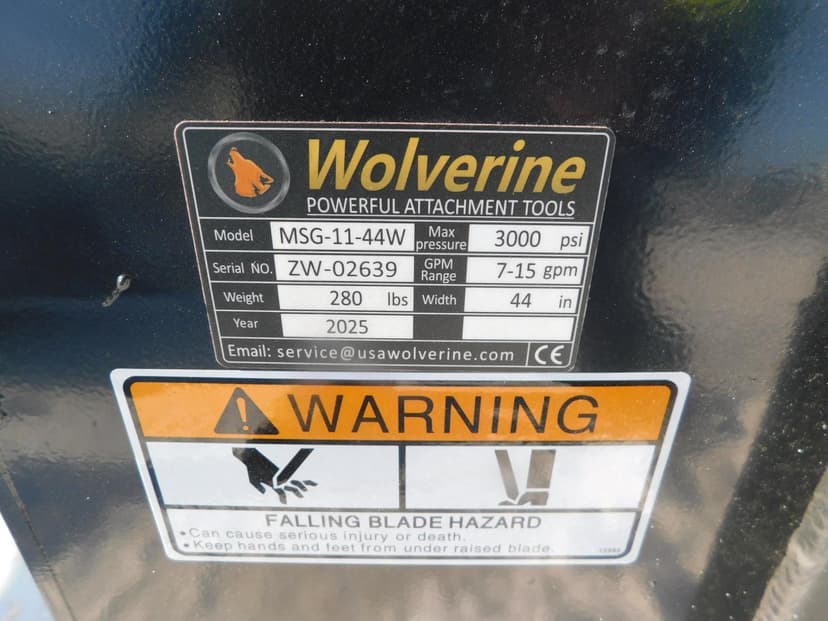 Wolverine
POWERFUL ATTACHMENT TOOLS
Model MSG-11-44W Max pressure 3000 psi
Serial NO. ZW-02639 GPM Range 7-15 gpm
Weight 280 lbs Width 44 in
Year 2025
Email: service@usawolverine.com CE
WARNING
FALLING BLADE HAZARD
•Can cause serious injury or death.
•Keep hands and feet from under raised blade.